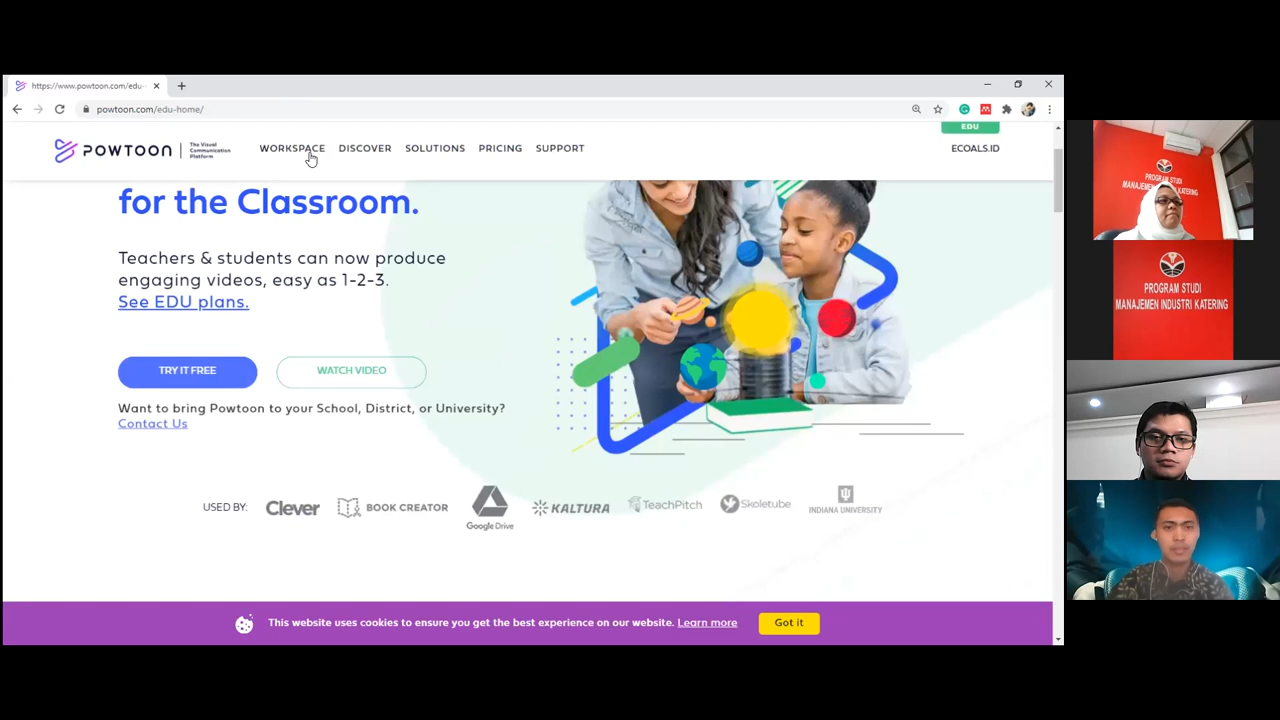 https://www.powtoon.com/edu-
powtoon.com/edu-home/
EDU
POWTOON
The Visual
Communication
Platform
WORKSPACE DISCOVER SOLUTIONS PRICING SUPPORT
ECOALS.ID
for the Classroom.
Teachers & students can now produce
engaging videos, easy as 1-2-3.
See EDU plans.
TRY IT FREE
WATCH VIDEO
Want to bring Powtoon to your School, District, or University?
Contact Us
USED BY: Clever BOOK CREATOR Google Drive KALTURA TeachPitch Skoletube INDIANA UNIVERSITY
This website uses cookies to ensure you get the best experience on our website. Learn more
Got it
PROGRAM STUDI
MANAJEMEN INDUSTRI KATERING
PROGRAM STUDI
MANAJEMEN INDUSTRI KATERING